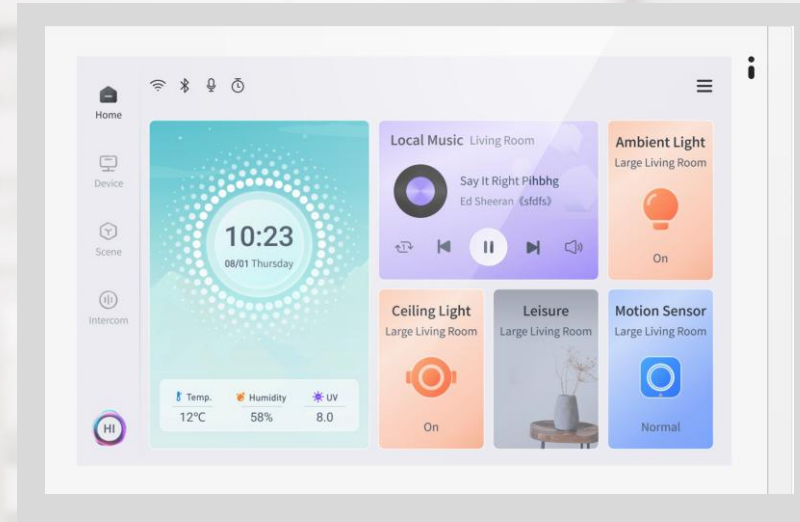 Home
Device
Scene
Intercom
HI
10:23
08/01 Thursday
Temp.
Humidity
UV
12℃
58%
8.0
Local Music Living Room
Say It Right Pihbhg
Ed Sheeran 《sfdfs》
1
Ambient Light
Large Living Room
On
Ceiling Light
Large Living Room
On
Leisure
Large Living Room
Motion Sensor
Large Living Room
Normal